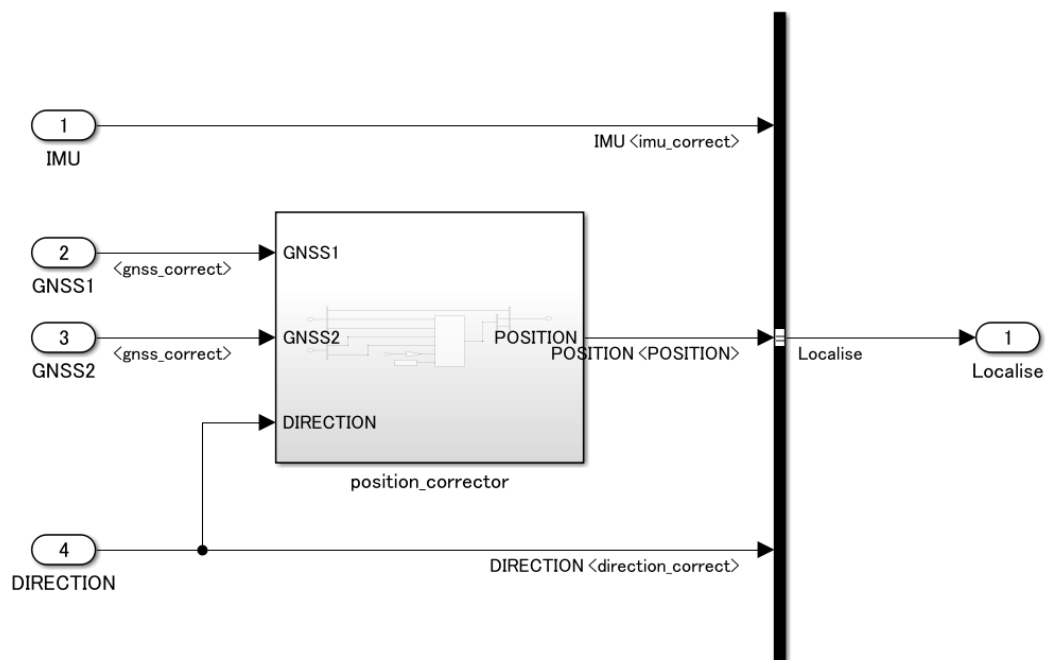 1
IMU
IMU <imu_correct>
2
GNSS1
<gnss_correct>
GNSS1
3
GNSS2
<gnss_correct>
GNSS2
POSITION
POSITION <POSITION>
DIRECTION
position_corrector
Localise
1
Localise
4
DIRECTION
DIRECTION <direction_correct>